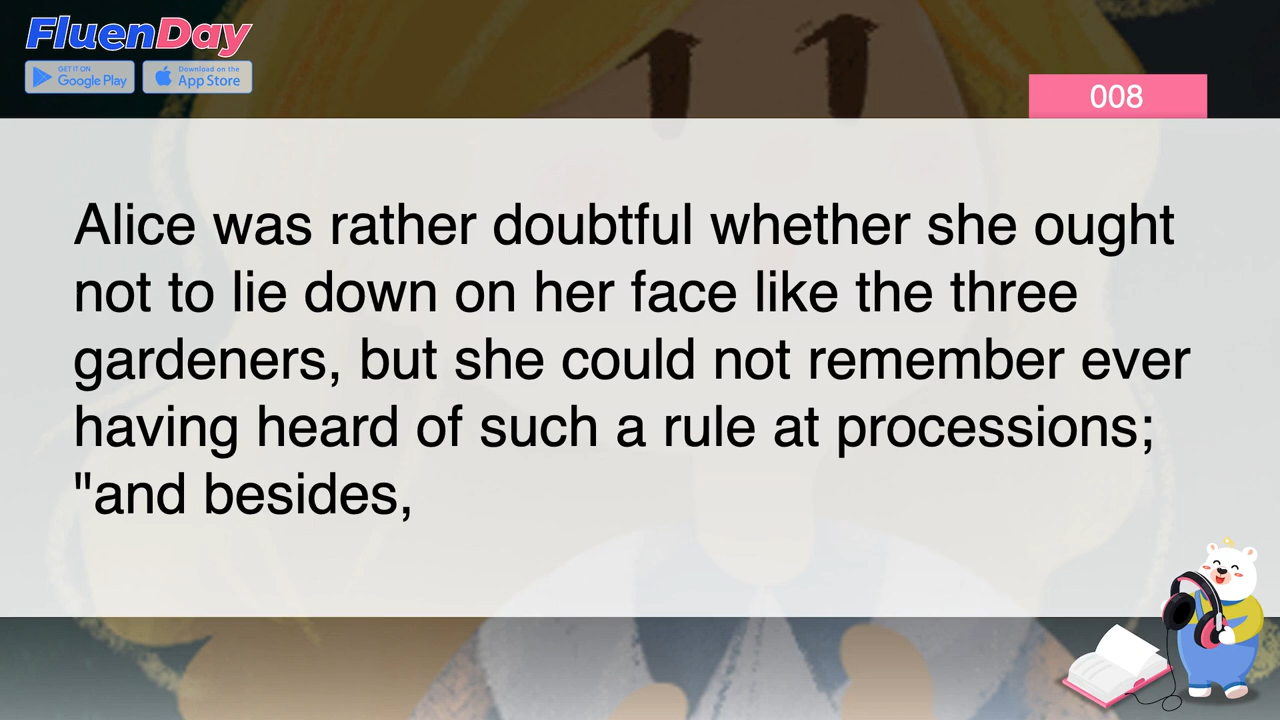 FluenDay
GET IT ON
Google Play
Download on the
App Store
008
Alice was rather doubtful whether she ought
not to lie down on her face like the three
gardeners, but she could not remember ever
having heard of such a rule at processions;
"and besides,